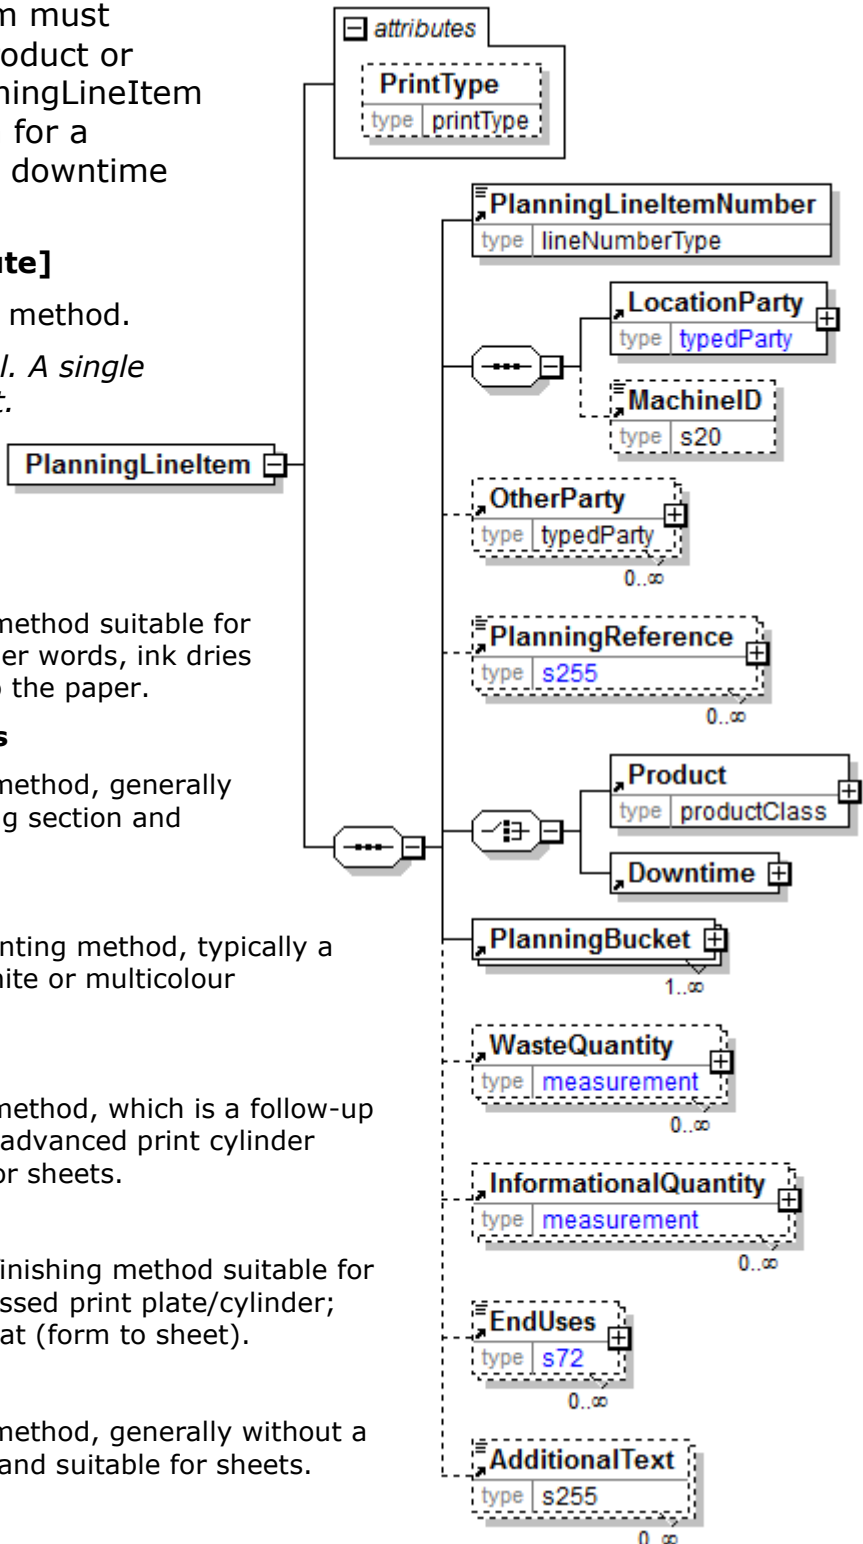 m must
oduct or
ningLineItem
for a
downtime
ute]
method.
l. A single
t.
method suitable for
er words, ink dries
o the paper.
s
method, generally
g section and
nting method, typically a
hite or multicolour
method, which is a follow-up
advanced print cylinder
or sheets.
finishing method suitable for
ssed print plate/cylinder;
at (form to sheet).
method, generally without a
and suitable for sheets.
attributes
PrintType
type printType
PlanningLineItem
PlanningLineItemNumber
type lineNumberType
LocationParty
type typedParty
MachineID
type s20
OtherParty
type typedParty
0..∞
PlanningReference
type s255
0..∞
Product
type productClass
Downtime
PlanningBucket
1..∞
WasteQuantity
type measurement
0..∞
InformationalQuantity
type measurement
0..∞
EndUses
type s72
0..∞
AdditionalText
type s255
0..∞